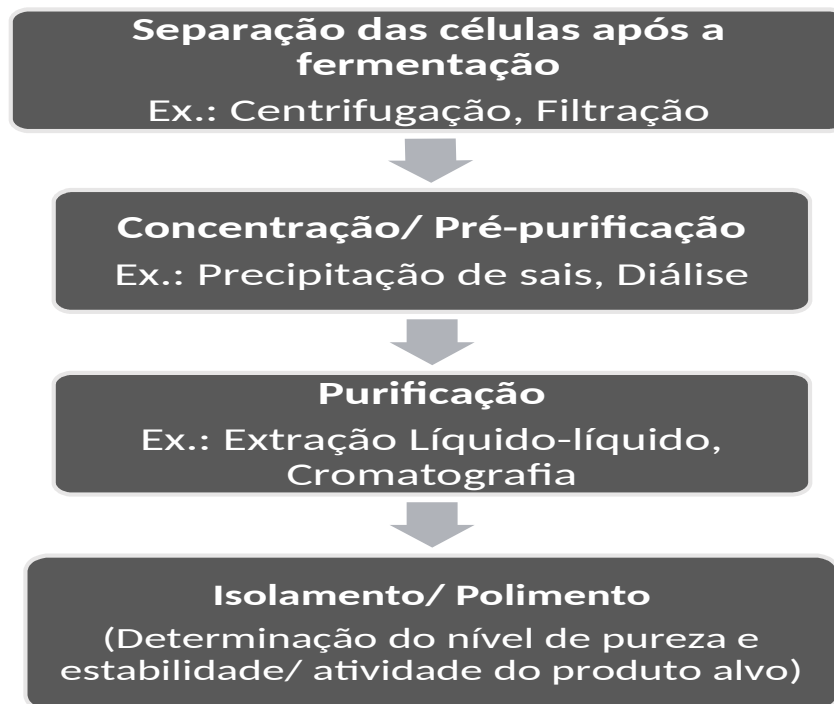 Separação das células após a
fermentação
Ex.: Centrifugação, Filtração
Concentração/ Pré-purificação
Ex.: Precipitação de sais, Diálise
Purificação
Ex.: Extração Líquido-líquido,
Cromatografia
Isolamento/ Polimento
(Determinação do nível de pureza e
estabilidade/ atividade do produto alvo)